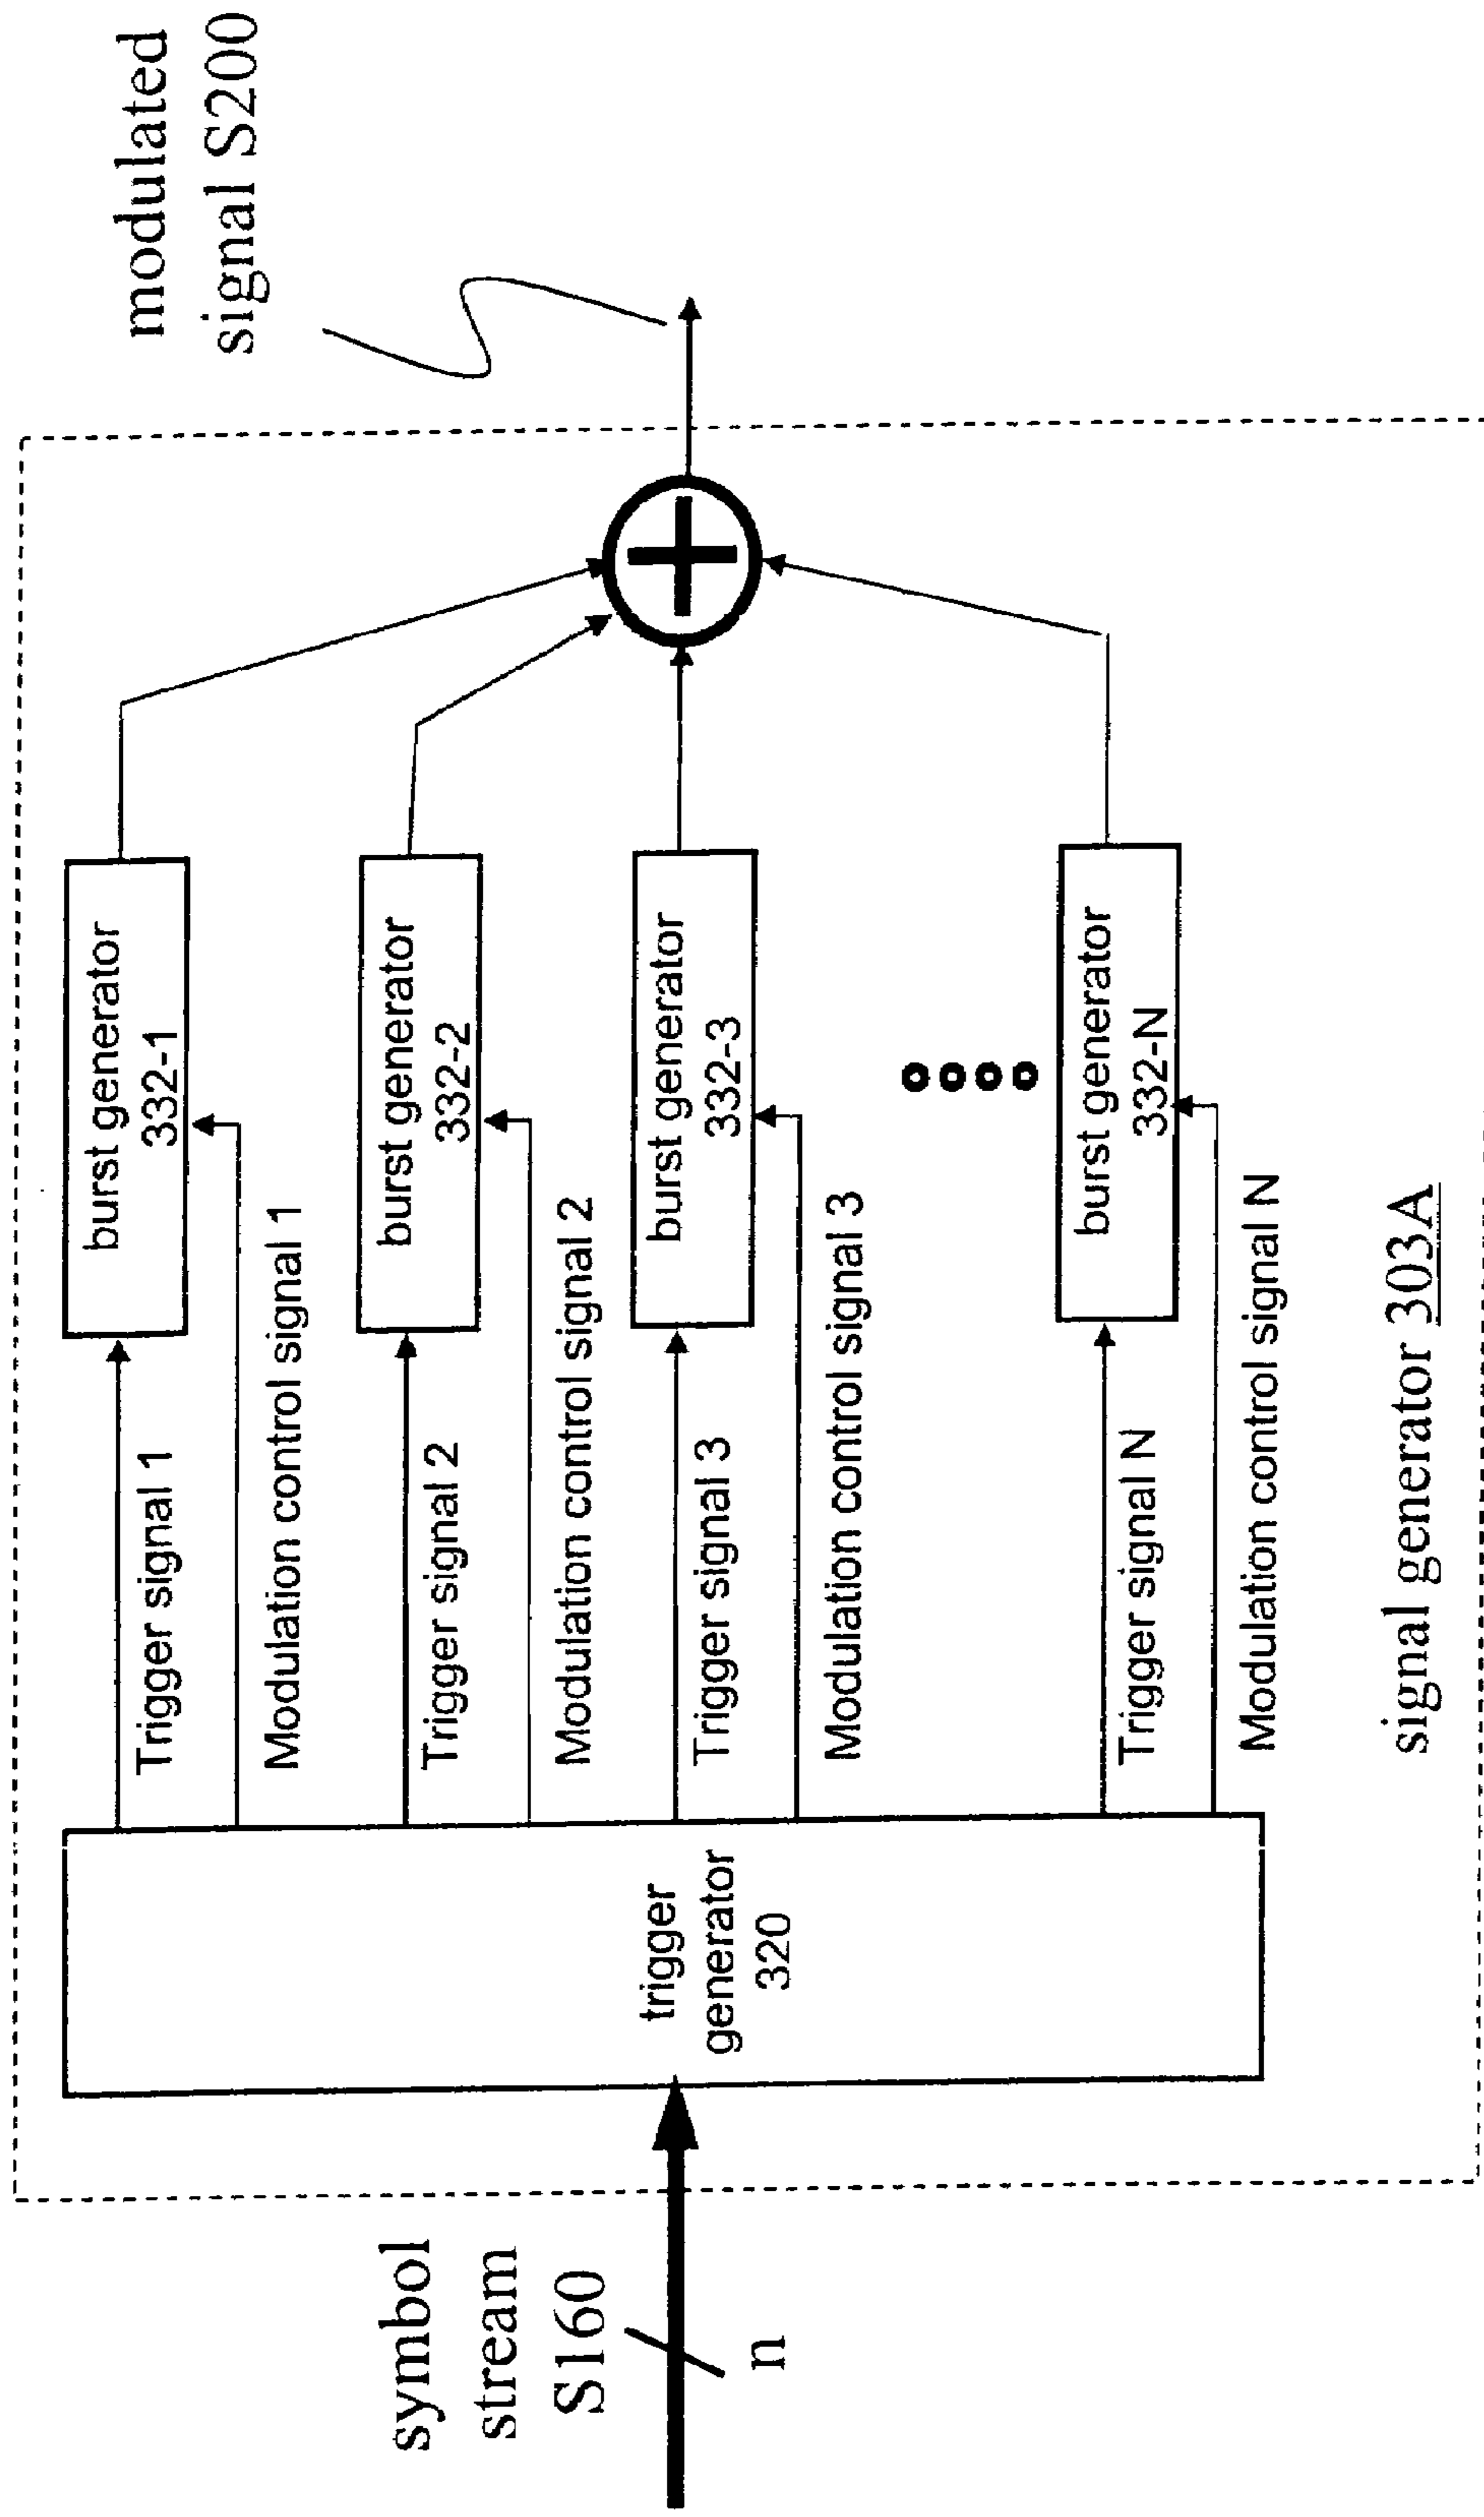 symbol
stream
S160
n
trigger
generator
320
Trigger signal 1
Modulation control signal 1
Trigger signal 2
Modulation control signal 2
Trigger signal 3
Modulation control signal 3
Trigger signal N
Modulation control signal N
burst generator
332-1
burst generator
332-2
burst generator
332-3
burst generator
332-N
modulated
signal S200
signal generator 303A